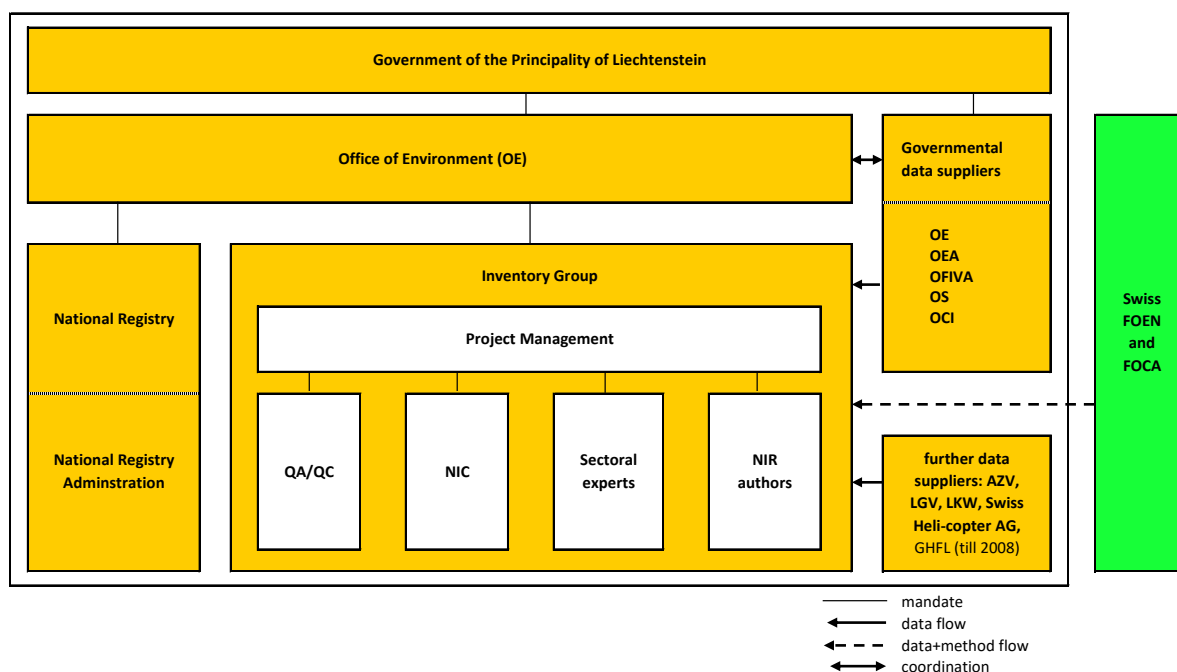 Government of the Principality of Liechtenstein
Office of Environment (OE)
Governmental
data suppliers
OE
OEA
OFIVA
OS
OCI
Swiss
FOEN
and
FOCA
Inventory Group
National Registry
Project Management
National Registry
Adminstration
QA/QC
NIC
Sectoral
experts
NIR
authors
further data
suppliers: AZV,
LGV, LKW, Swiss
Heli-copter AG,
GHFL (till 2008)
mandate
data flow
data+method flow
coordination